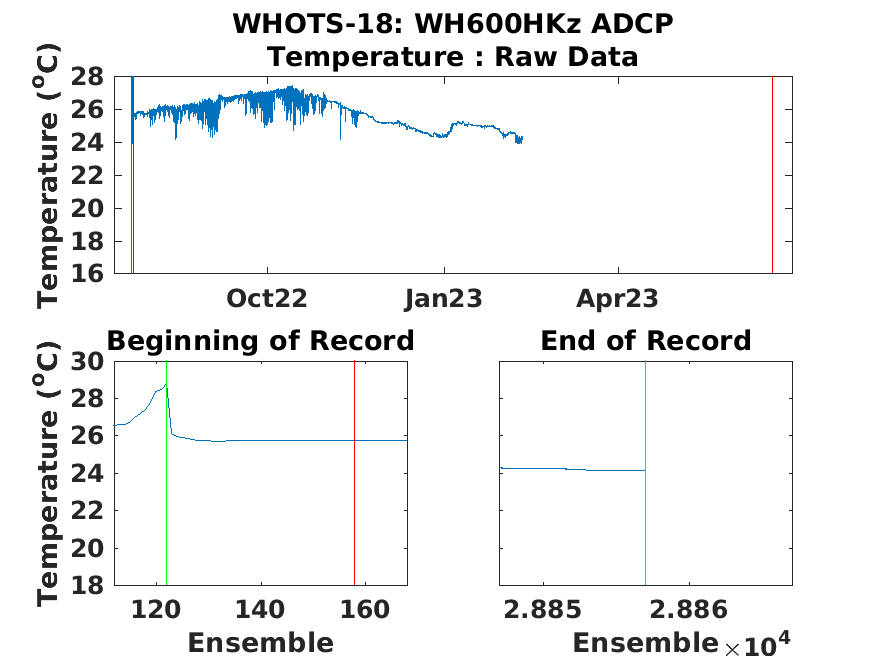 WHOTS-18: WH600HKz ADCP
Temperature : Raw Data
Temperature (°C)
28
26
24
22
20
18
16
Oct22 Jan23 Apr23
Beginning of Record
Temperature (°C)
30
28
26
24
22
20
18
120 140 160
Ensemble
End of Record
2.885 2.886
Ensemble ×10⁴